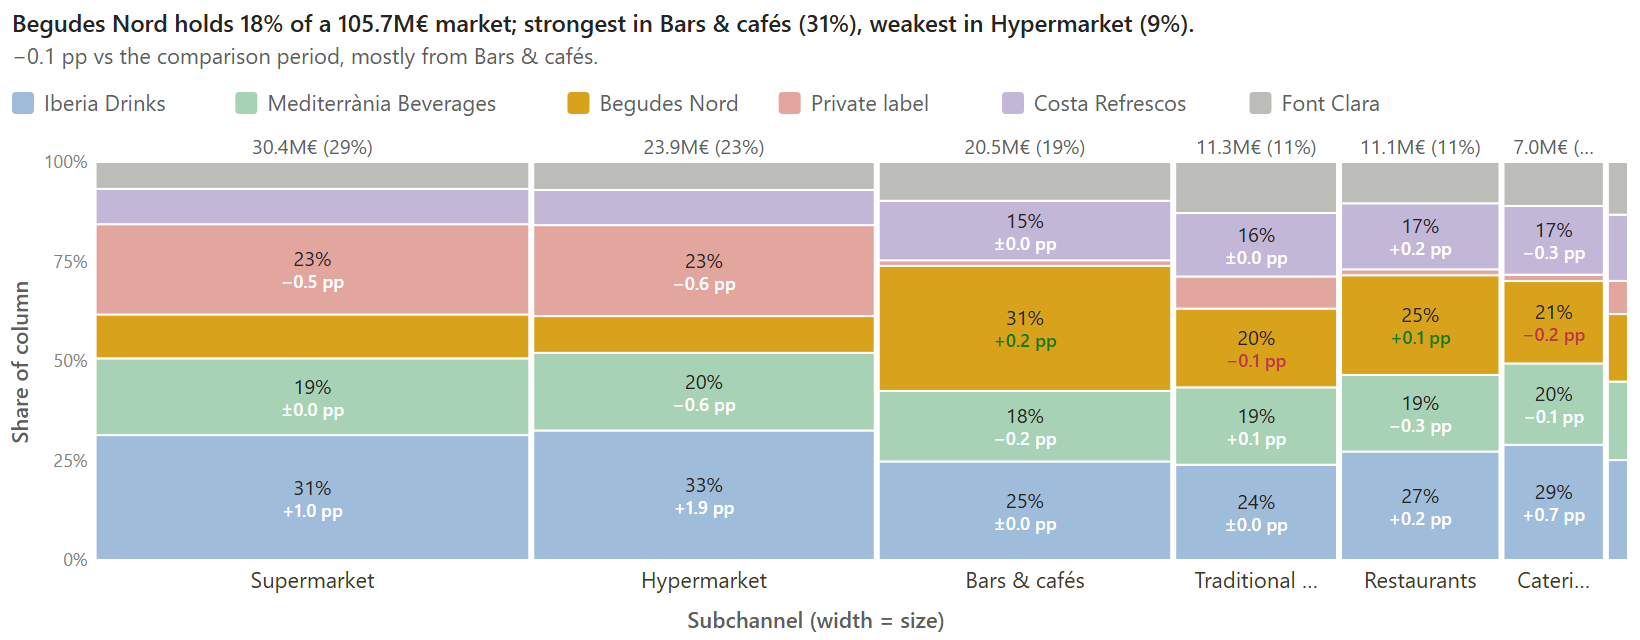 Begudes Nord holds 18% of a 105.7M€ market; strongest in Bars & cafés (31%), weakest in Hypermarket (9%).
−0.1 pp vs the comparison period, mostly from Bars & cafés.
Iberia Drinks Mediterrània Beverages Begudes Nord Private label Costa Refrescos Font Clara
30.4M€ (29%) 23.9M€ (23%) 20.5M€ (19%) 11.3M€ (11%) 11.1M€ (11%) 7.0M€ (...
100%
75%
50%
25%
0%
Share of column
23%
−0.5 pp
19%
±0.0 pp
31%
+1.0 pp
23%
−0.6 pp
20%
−0.6 pp
33%
+1.9 pp
15%
±0.0 pp
31%
+0.2 pp
18%
−0.2 pp
25%
±0.0 pp
16%
±0.0 pp
20%
−0.1 pp
19%
+0.1 pp
24%
±0.0 pp
17%
+0.2 pp
25%
+0.1 pp
19%
−0.3 pp
27%
+0.2 pp
17%
−0.3 pp
21%
−0.2 pp
20%
−0.1 pp
29%
+0.7 pp
Supermarket Hypermarket Bars & cafés Traditional ... Restaurants Cateri...
Subchannel (width = size)